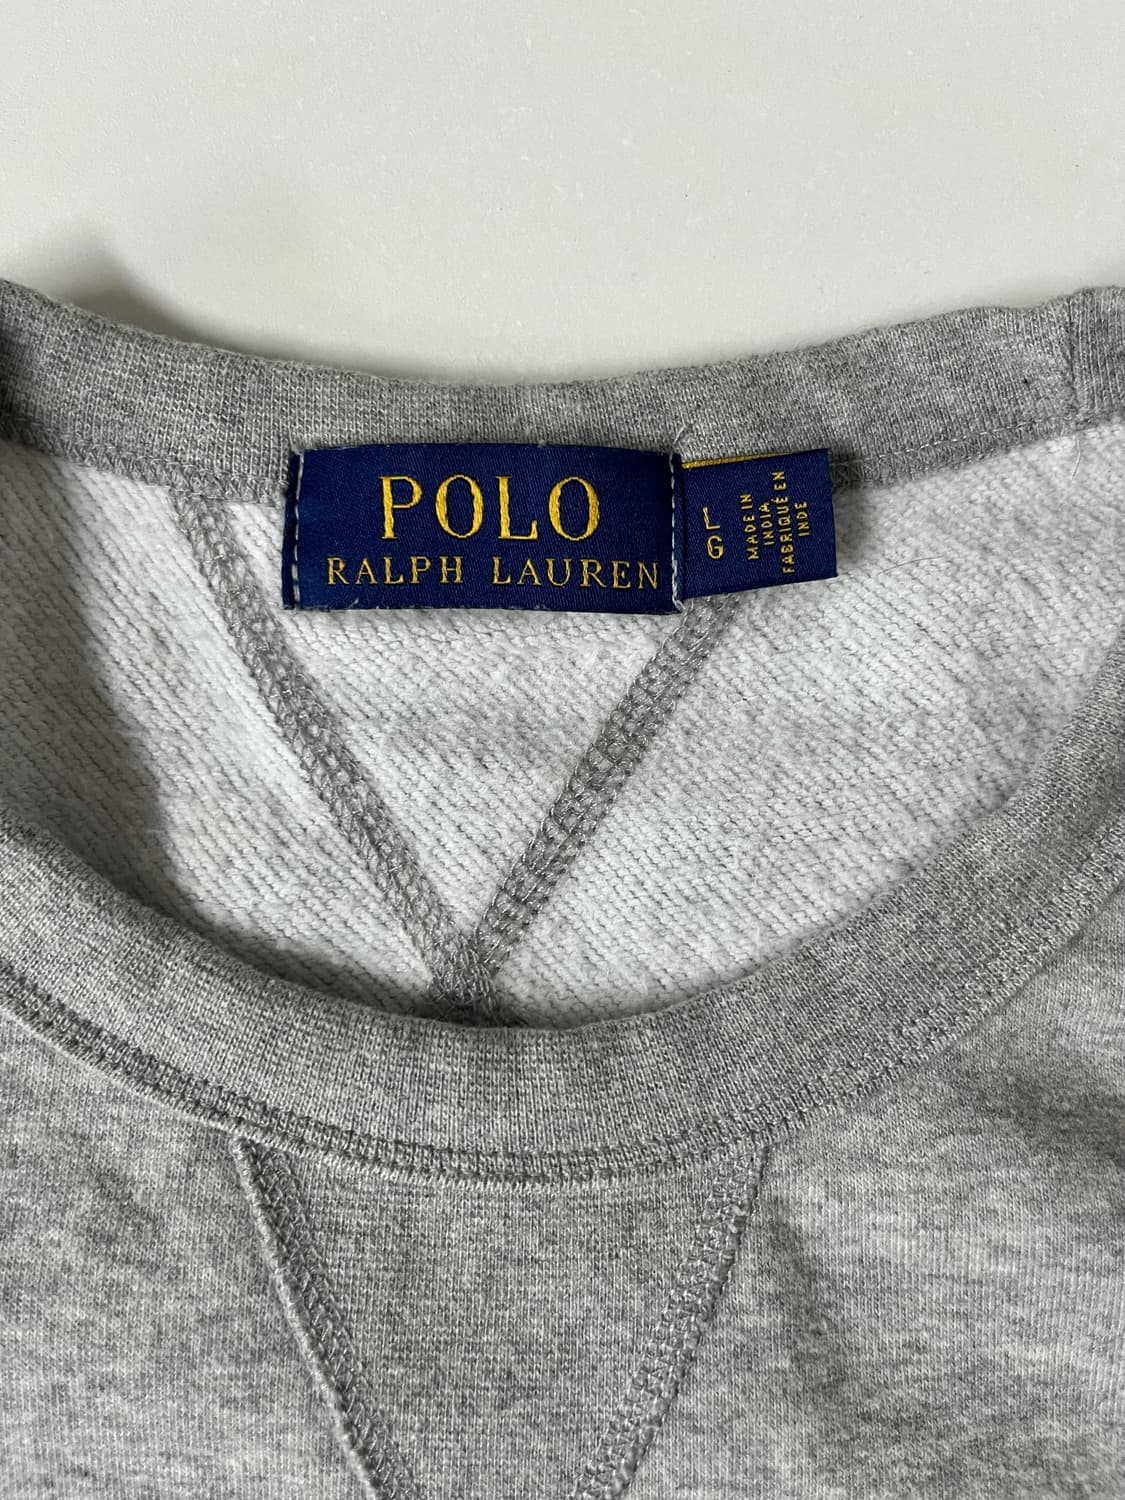 POLO
RALPH LAUREN
L
G
MADE IN
INDIA
FABRIQUÉ EN
INDE